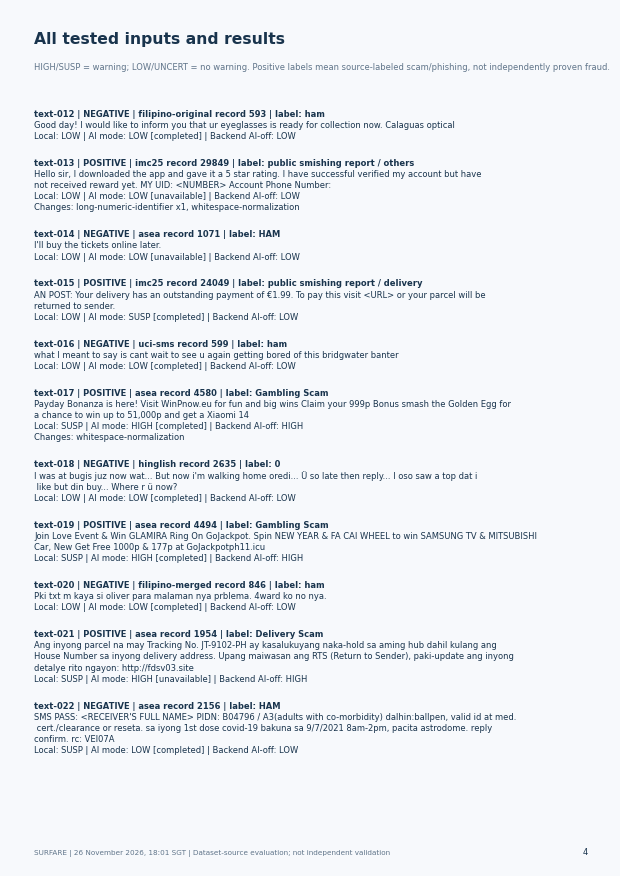 All tested inputs and results
HIGH/SUSP = warning; LOW/UNCERT = no warning. Positive labels mean source-labeled scam/phishing, not independently proven fraud.
text-012 | NEGATIVE | filipino-original record 593 | label: ham
Good day! I would like to inform you that ur eyeglasses is ready for collection now. Calaguas optical
Local: LOW | AI mode: LOW [completed] | Backend AI-off: LOW
text-013 | POSITIVE | imc25 record 29849 | label: public smishing report / others
Hello sir, I downloaded the app and gave it a 5 star rating. I have successful verified my account but have
not received reward yet. MY UID: <NUMBER> Account Phone Number:
Local: LOW | AI mode: LOW [unavailable] | Backend AI-off: LOW
Changes: long-numeric-identifier x1, whitespace-normalization
text-014 | NEGATIVE | asea record 1071 | label: HAM
I'll buy the tickets online later.
Local: LOW | AI mode: LOW [unavailable] | Backend AI-off: LOW
text-015 | POSITIVE | imc25 record 24049 | label: public smishing report / delivery
AN POST: Your delivery has an outstanding payment of €1.99. To pay this visit <URL> or your parcel will be
returned to sender.
Local: LOW | AI mode: SUSP [completed] | Backend AI-off: LOW
text-016 | NEGATIVE | uci-sms record 599 | label: ham
what I meant to say is cant wait to see u again getting bored of this bridgwater banter
Local: LOW | AI mode: LOW [completed] | Backend AI-off: LOW
text-017 | POSITIVE | asea record 4580 | label: Gambling Scam
Payday Bonanza is here! Visit WinPnow.eu for fun and big wins Claim your 999p Bonus smash the Golden Egg for
a chance to win up to 51,000p and get a Xiaomi 14
Local: SUSP | AI mode: HIGH [completed] | Backend AI-off: HIGH
Changes: whitespace-normalization
text-018 | NEGATIVE | hinglish record 2635 | label: 0
I was at bugis juz now wat... But now i'm walking home oredi... Ü so late then reply... I oso saw a top dat i
like but din buy... Where r ü now?
Local: LOW | AI mode: LOW [completed] | Backend AI-off: LOW
text-019 | POSITIVE | asea record 4494 | label: Gambling Scam
Join Love Event & Win GLAMIRA Ring On GoJackpot. Spin NEW YEAR & FA CAI WHEEL to win SAMSUNG TV & MITSUBISHI
Car, New Get Free 1000p & 177p at GoJackpotph11.icu
Local: SUSP | AI mode: HIGH [completed] | Backend AI-off: HIGH
text-020 | NEGATIVE | filipino-merged record 846 | label: ham
Pki txt m kaya si oliver para malaman nya prblema. 4ward ko no nya.
Local: LOW | AI mode: LOW [completed] | Backend AI-off: LOW
text-021 | POSITIVE | asea record 1954 | label: Delivery Scam
Ang inyong parcel na may Tracking No. JT-9102-PH ay kasalukuyang naka-hold sa aming hub dahil kulang ang
House Number sa inyong delivery address. Upang maiwasan ang RTS (Return to Sender), paki-update ang inyong
detalye rito ngayon: http://fdsv03.site
Local: SUSP | AI mode: HIGH [unavailable] | Backend AI-off: HIGH
text-022 | NEGATIVE | asea record 2156 | label: HAM
SMS PASS: <RECEIVER'S FULL NAME> PIDN: B04796 / A3(adults with co-morbidity) dalhin:ballpen, valid id at med.
cert./clearance or reseta. sa iyong 1st dose covid-19 bakuna sa 9/7/2021 8am-2pm, pacita astrodome. reply
confirm. rc: VEI07A
Local: SUSP | AI mode: LOW [completed] | Backend AI-off: LOW
SURFARE | 26 November 2026, 18:01 SGT | Dataset-source evaluation; not independent validation
4